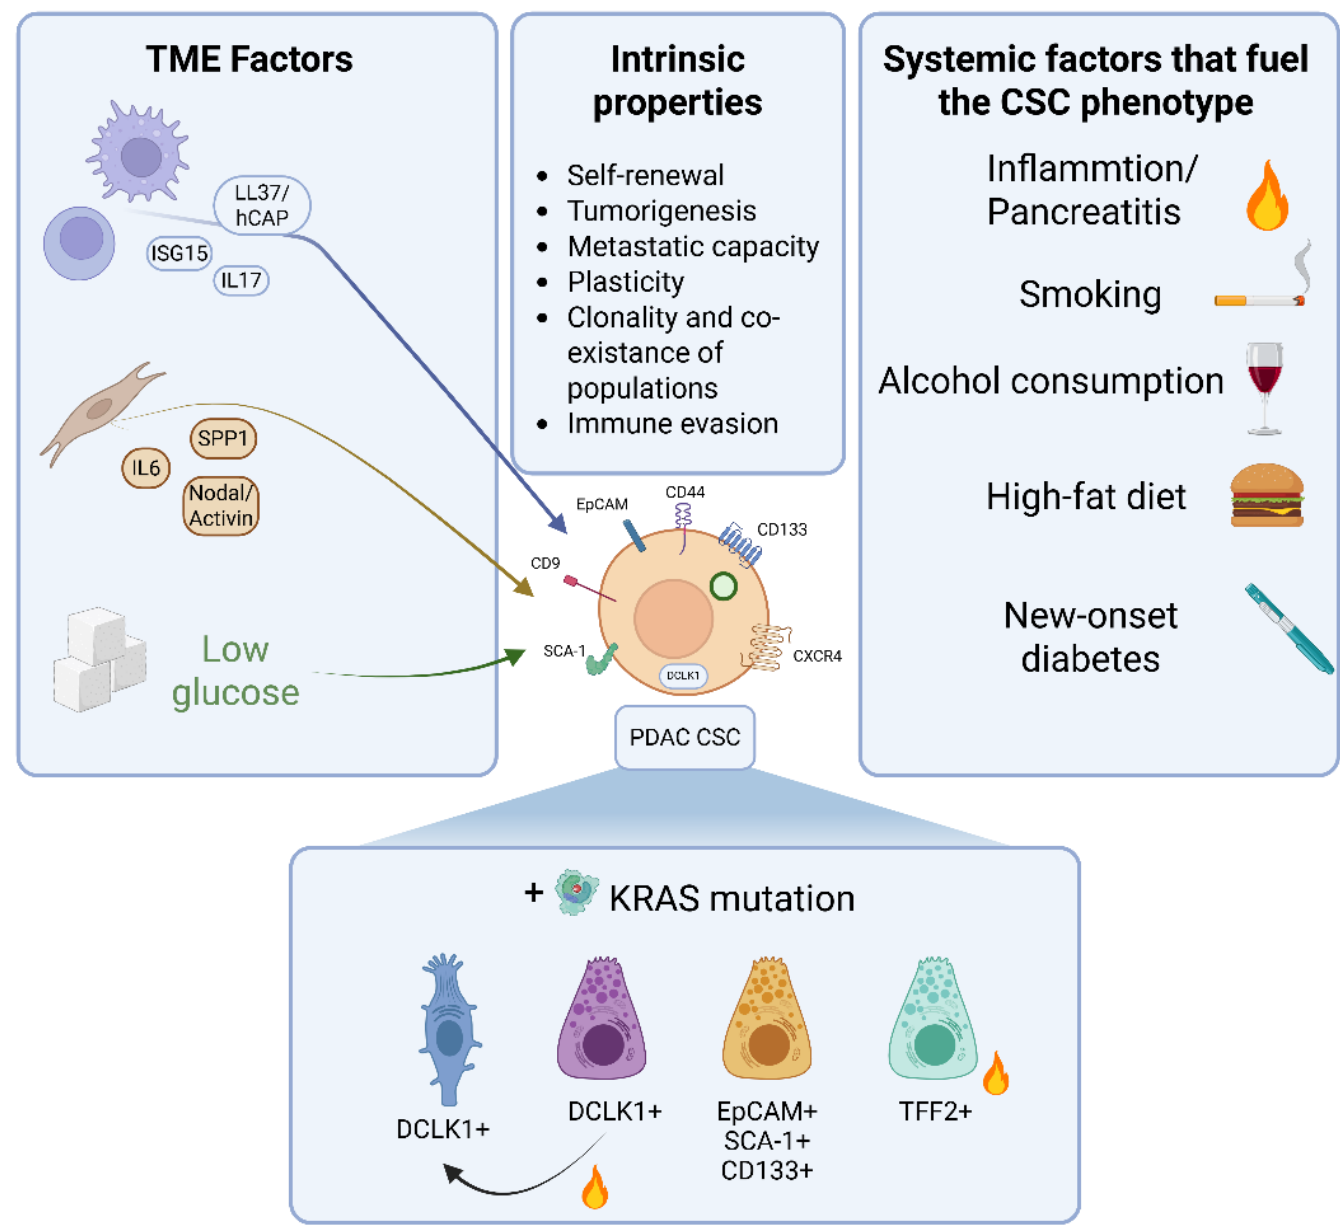 TME Factors
LL37/
hCAP
ISG15
IL17
SPP1
IL6
Nodal/
Activin
Low
glucose
Intrinsic
properties
• Self-renewal
• Tumorigenesis
• Metastatic capacity
• Plasticity
• Clonality and co-
existance of
populations
• Immune evasion
Systemic factors that fuel
the CSC phenotype
Inflammtion/
Pancreatitis
Smoking
Alcohol consumption
High-fat diet
New-onset
diabetes
EpCAM
CD44
CD133
CD9
SCA-1
CXCR4
DCLK1
PDAC CSC
+ KRAS mutation
DCLK1+
DCLK1+
EpCAM+
SCA-1+
CD133+
TFF2+